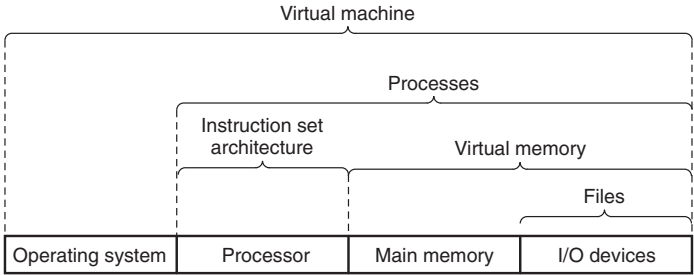 Virtual machine
Processes
Instruction set
architecture
Virtual memory
Files
Operating system
Processor
Main memory
I/O devices